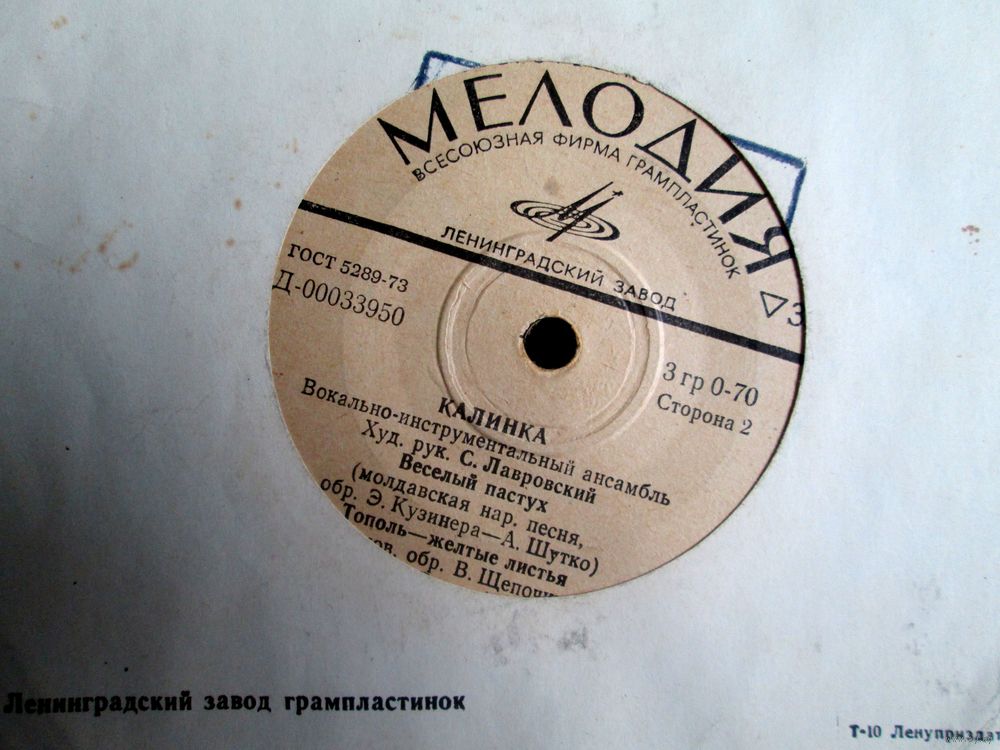 МЕЛОДИЯ
ВСЕСОЮЗНАЯ ФИРМА ГРАМПЛАСТИНОК
ЛЕНИНГРАДСКИЙ ЗАВОД
ГОСТ 5289-73
Д-00033950
3 гр 0-70
Сторона 2
КАЛИНКА
Вокально-инструментальный ансамбль
Худ. рук. С. Лавровский
Веселый пастух
(молдавская нар. песня,
обр. Э. Кузинера—А. Шутко)
Тополь—желтые листья
обр. В.
Ленинградский завод грампластинок
Т-10